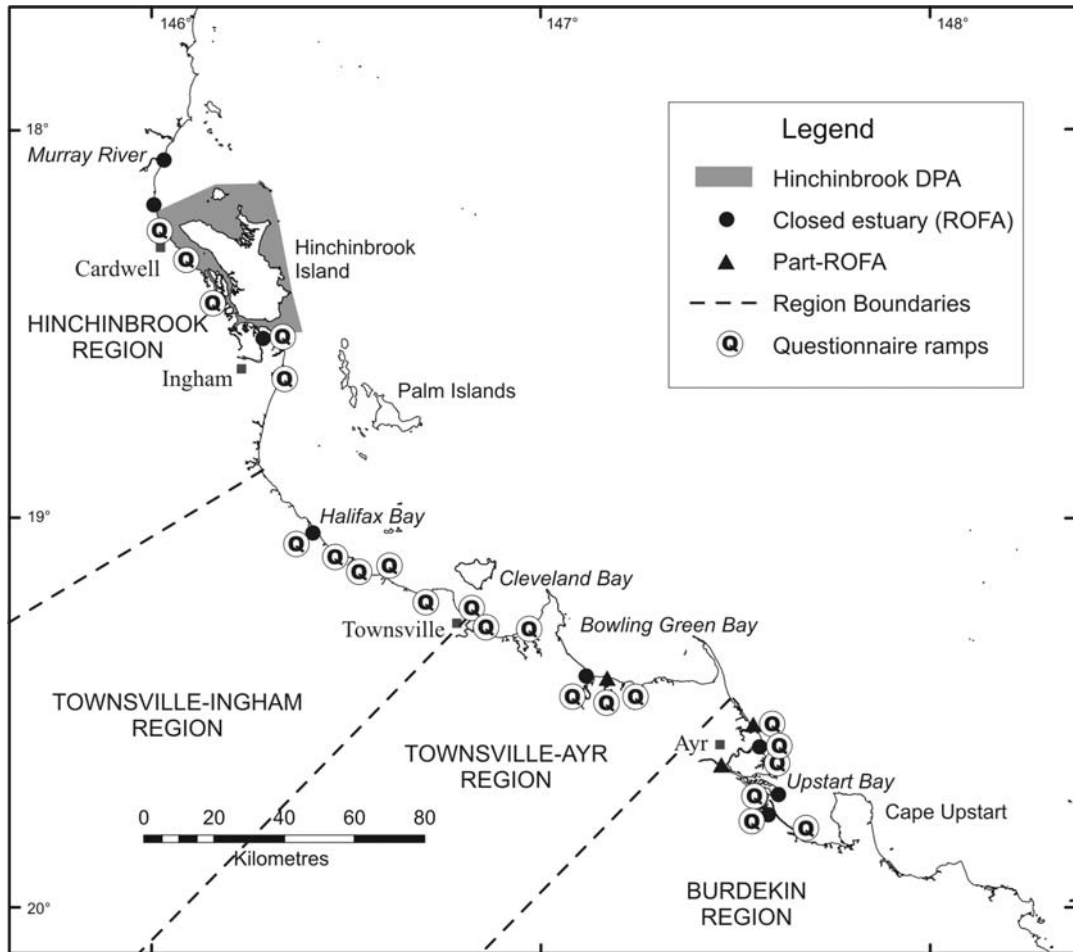 146°
147°
148°
18°
Murray River
Legend
Hinchinbrook DPA
Closed estuary (ROFA)
Part-ROFA
Region Boundaries
Q Questionnaire ramps
Q
Hinchinbrook
Island
Cardwell
Q
Q
HINCHINBROOK
REGION
Q
Ingham
Q
Palm Islands
19°
Halifax Bay
Q
Q
Q
Q
Cleveland Bay
Q
Q
Townsville
Q
Q
Bowling Green Bay
Q
Q
Q
TOWNSVILLE-INGHAM
REGION
TOWNSVILLE-AYR
REGION
Q
Ayr
Q
Q
Upstart Bay
Q
Cape Upstart
Q
Q
0 20 40 60 80
Kilometres
BURDEKIN
REGION
20°